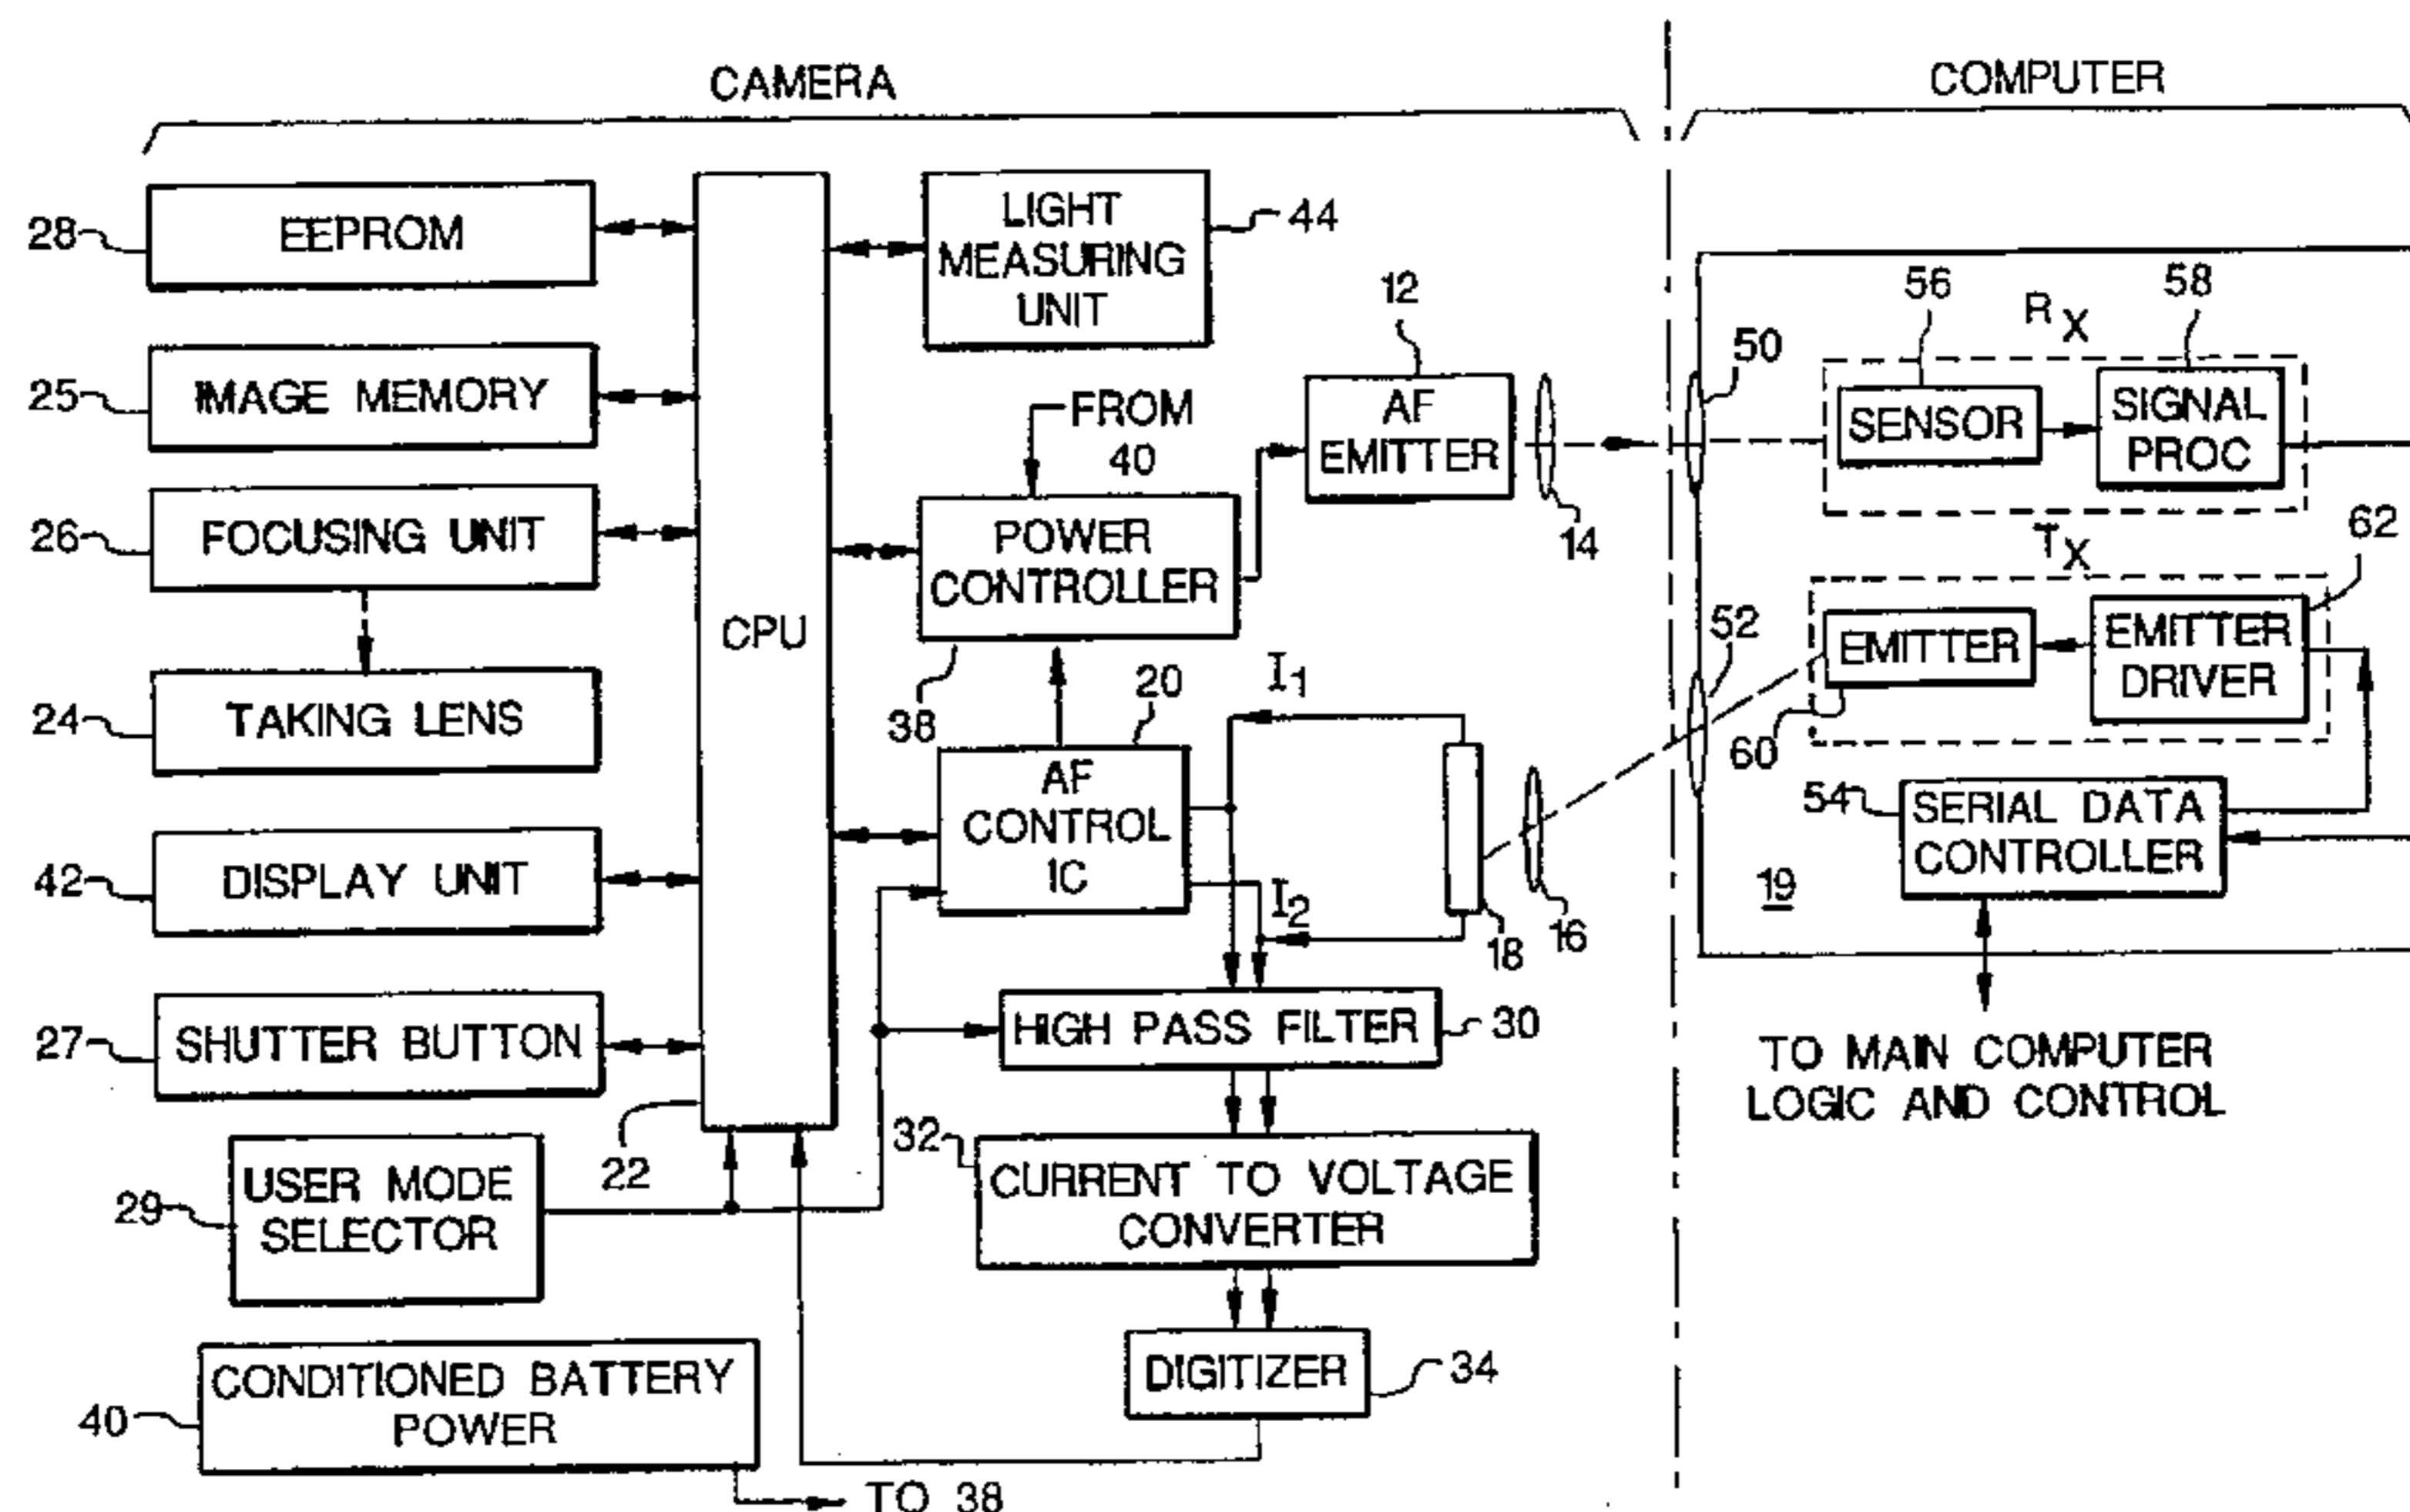 CAMERA
COMPUTER
28
EEPROM
LIGHT
MEASURING
UNIT
44
12
56
R X
58
50
25
IMAGE MEMORY
FROM
40
AF
EMITTER
14
SENSOR
SIGNAL
PROC
26
FOCUSING UNIT
CPU
POWER
CONTROLLER
38
T X
62
52
EMITTER
EMITTER
DRIVER
60
24
TAKING LENS
20
I1
AF
CONTROL
IC
I2
18
16
54
SERIAL DATA
CONTROLLER
19
42
DISPLAY UNIT
27
SHUTTER BUTTON
22
HIGH PASS FILTER
30
TO MAIN COMPUTER
LOGIC AND CONTROL
29
USER MODE
SELECTOR
32
CURRENT TO VOLTAGE
CONVERTER
40
CONDITIONED BATTERY
POWER
DIGITIZER
34
TO 38